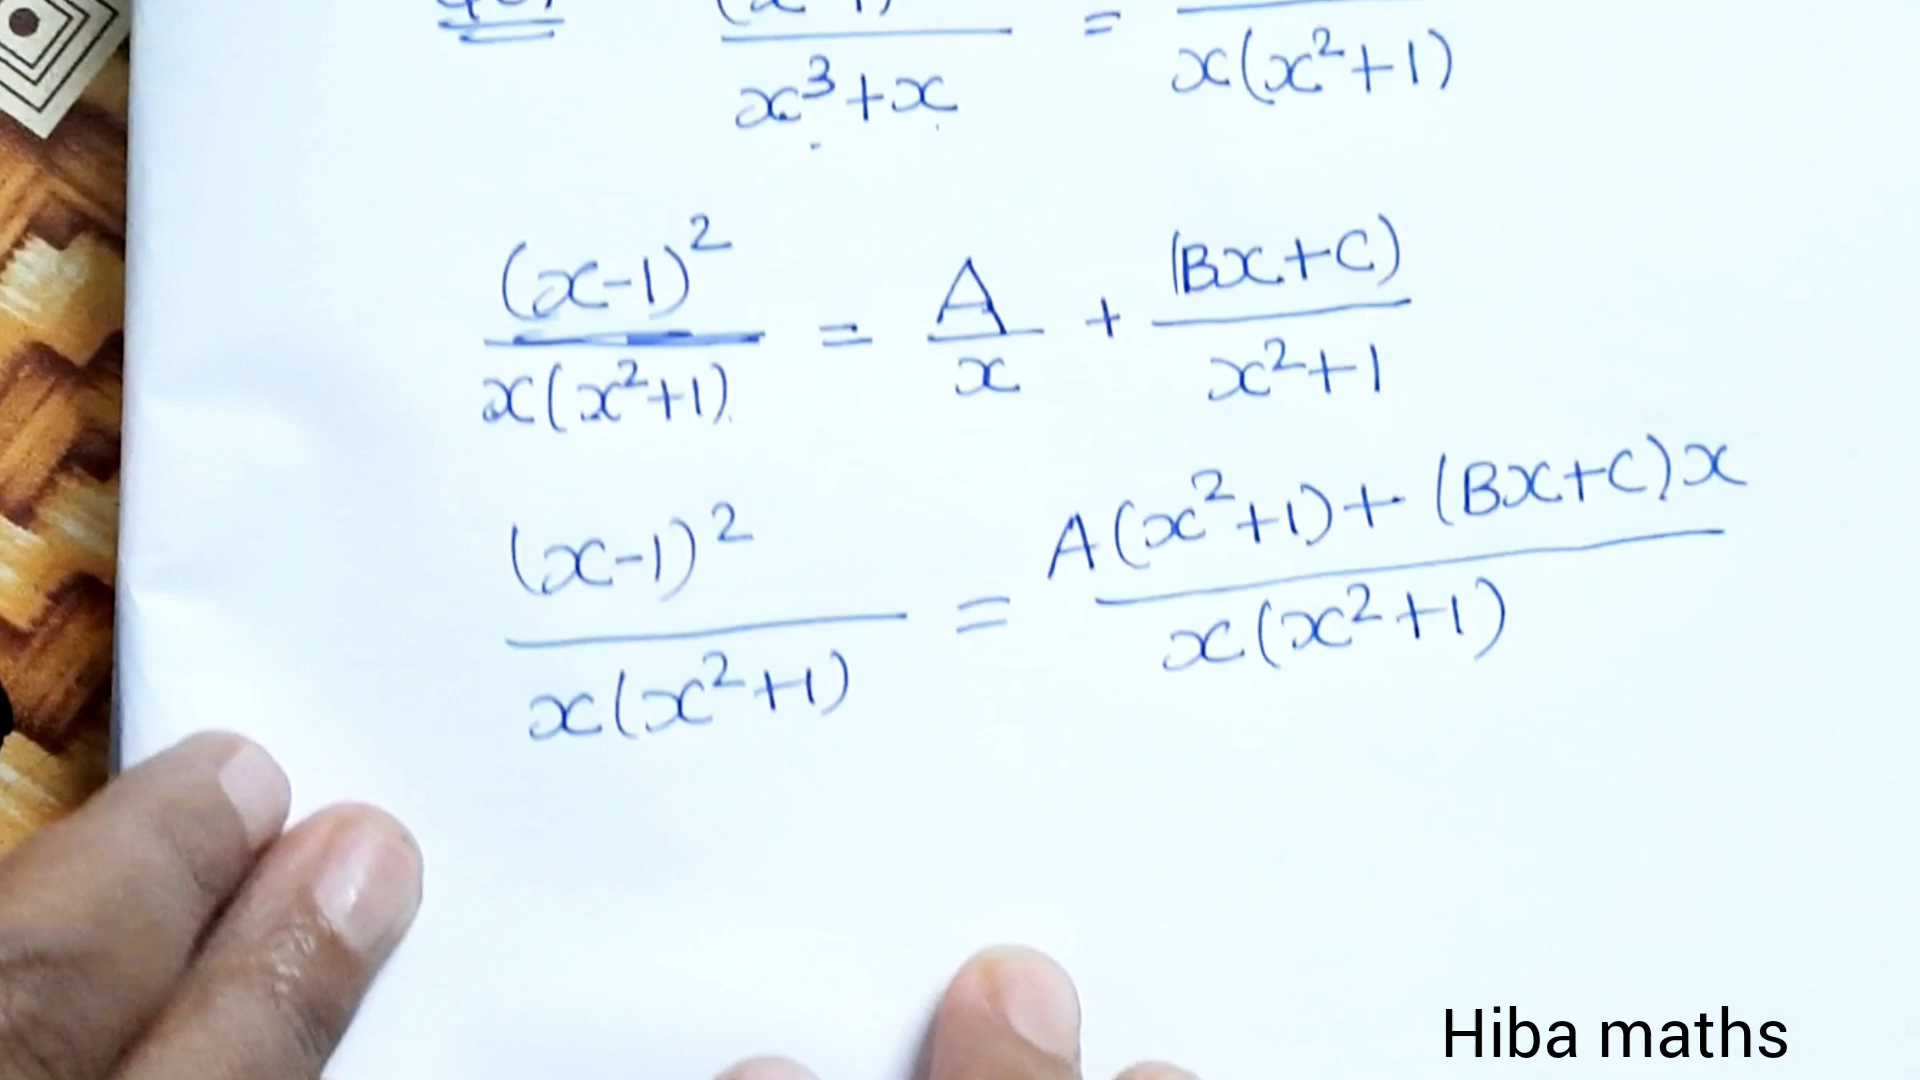 x³+x = x(x²+1)
(x-1)² / x(x²+1) = A/x + (Bx+C) / x²+1
(x-1)² / x(x²+1) = A(x²+1)+(Bx+C)x / x(x²+1)
Hiba maths